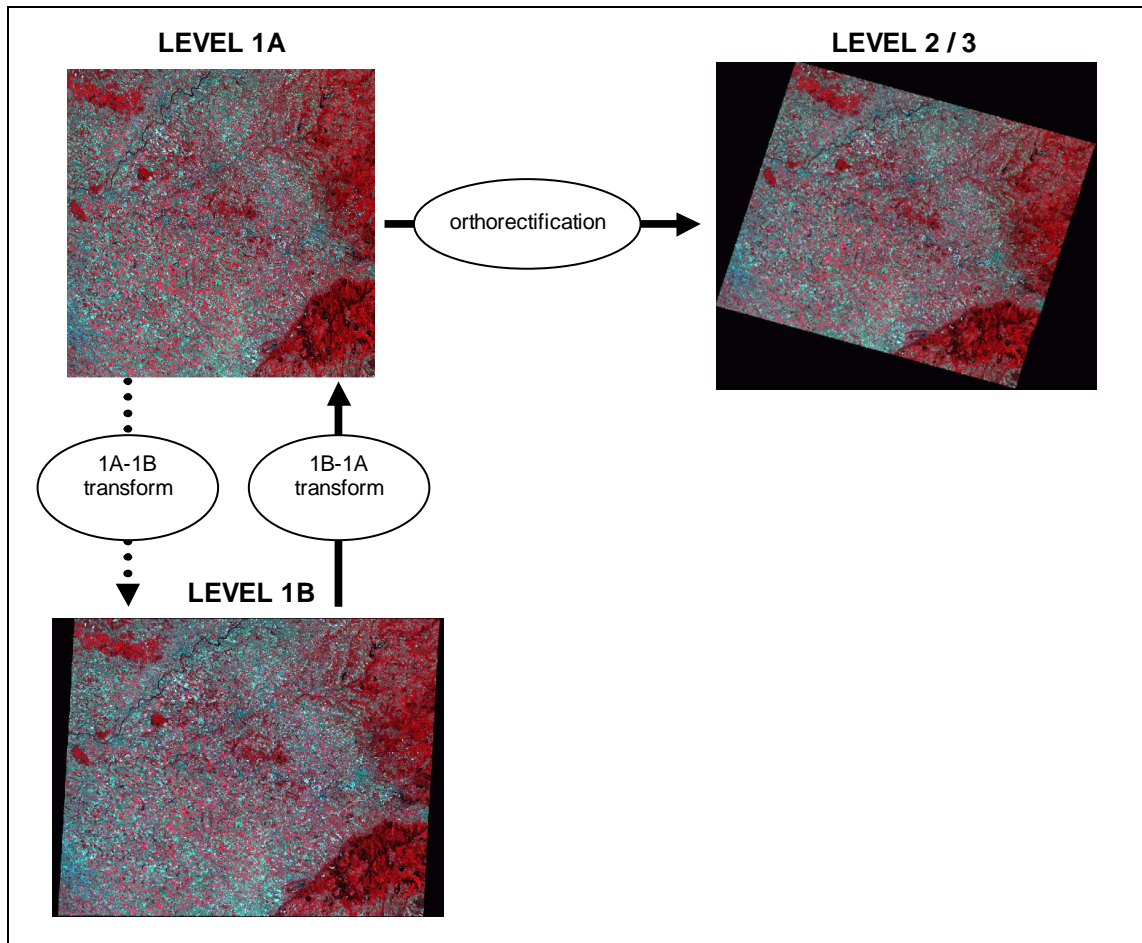 LEVEL 1A
LEVEL 2 / 3
orthorectification
1A-1B
transform
1B-1A
transform
LEVEL 1B